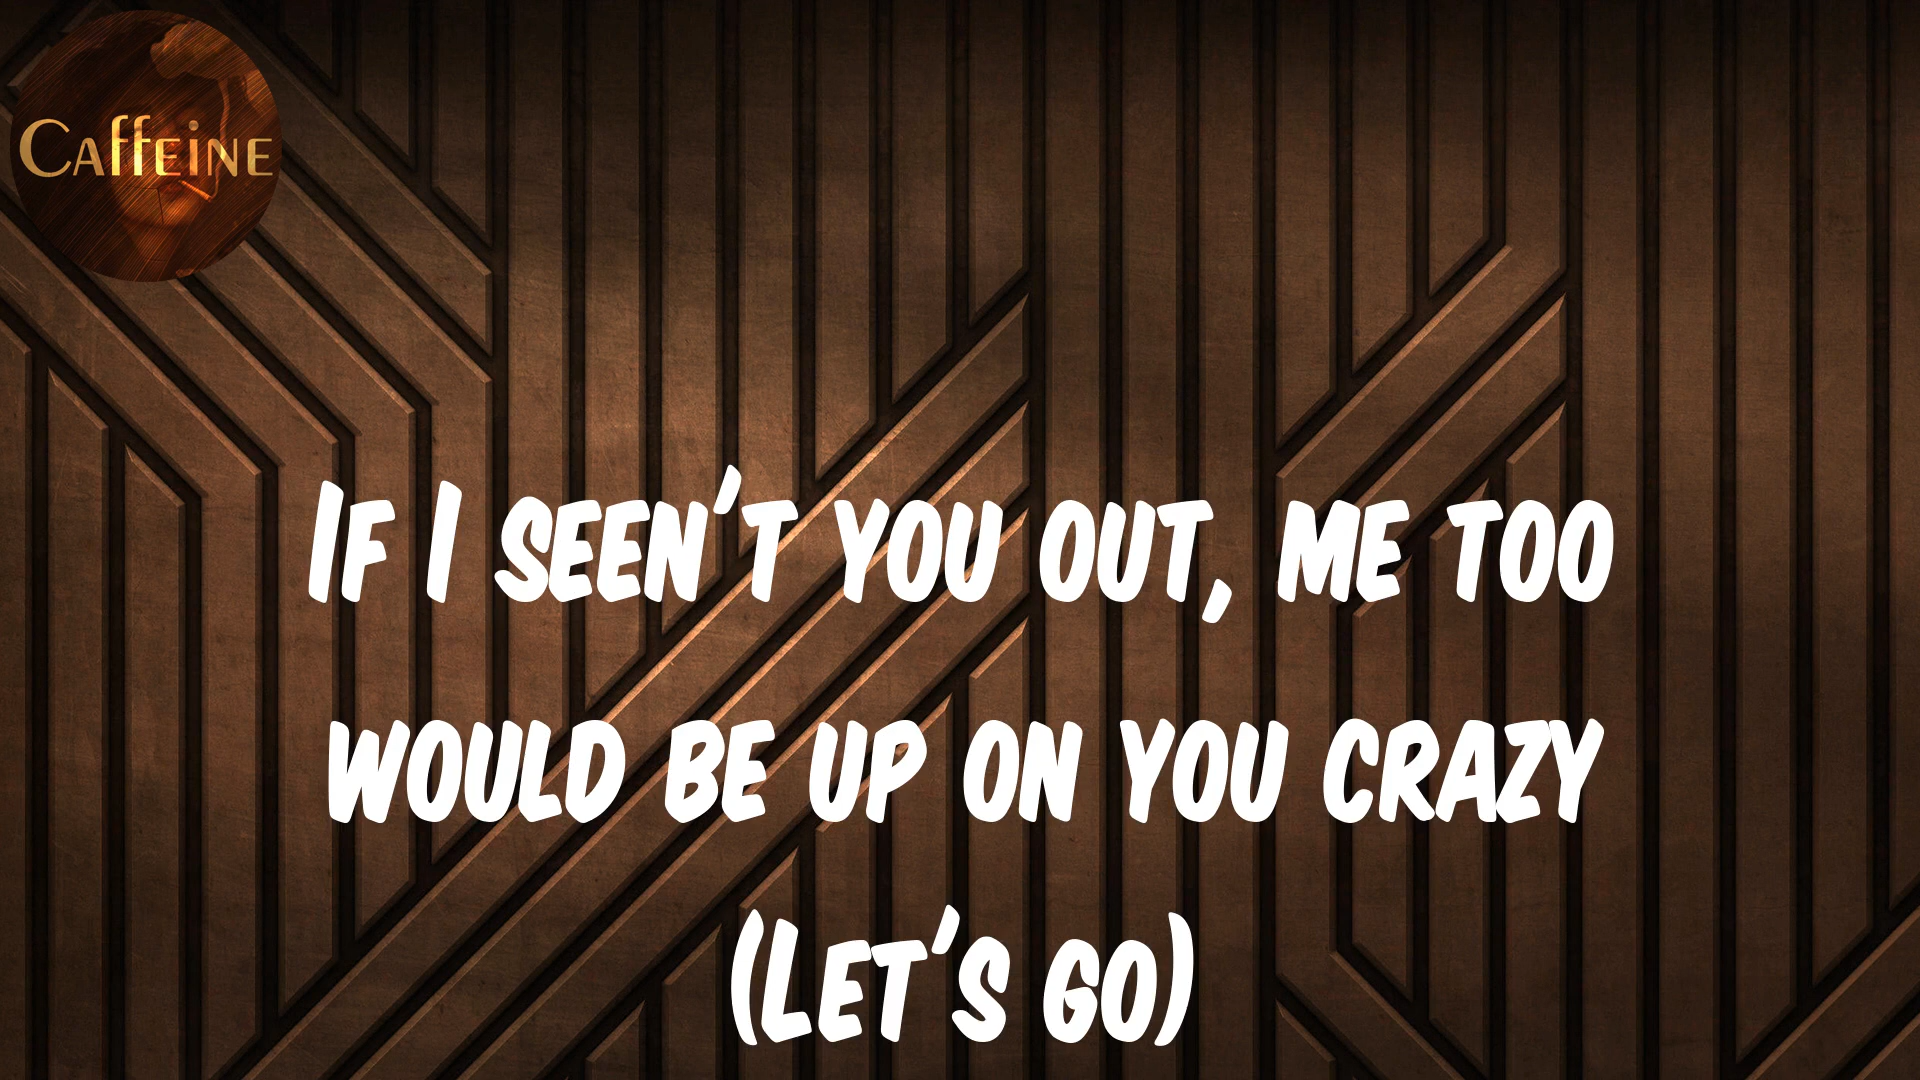 Caffeine
If I seen't you out, me too
would be up on you crazy
(Let's go)